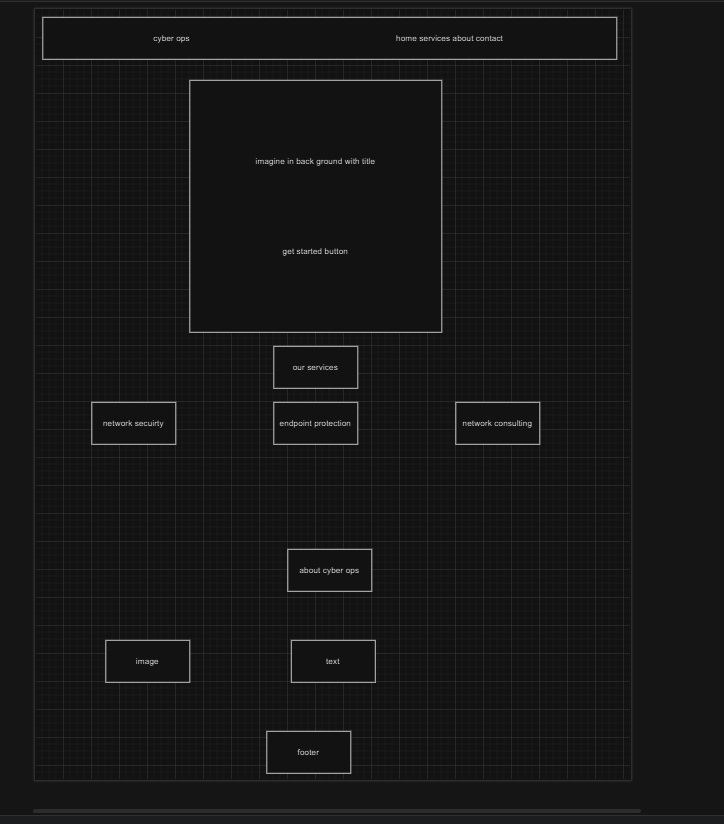 cyber ops
home services about contact
imagine in back ground with title
get started button
our services
network secuirty
endpoint protection
network consulting
about cyber ops
image
text
footer